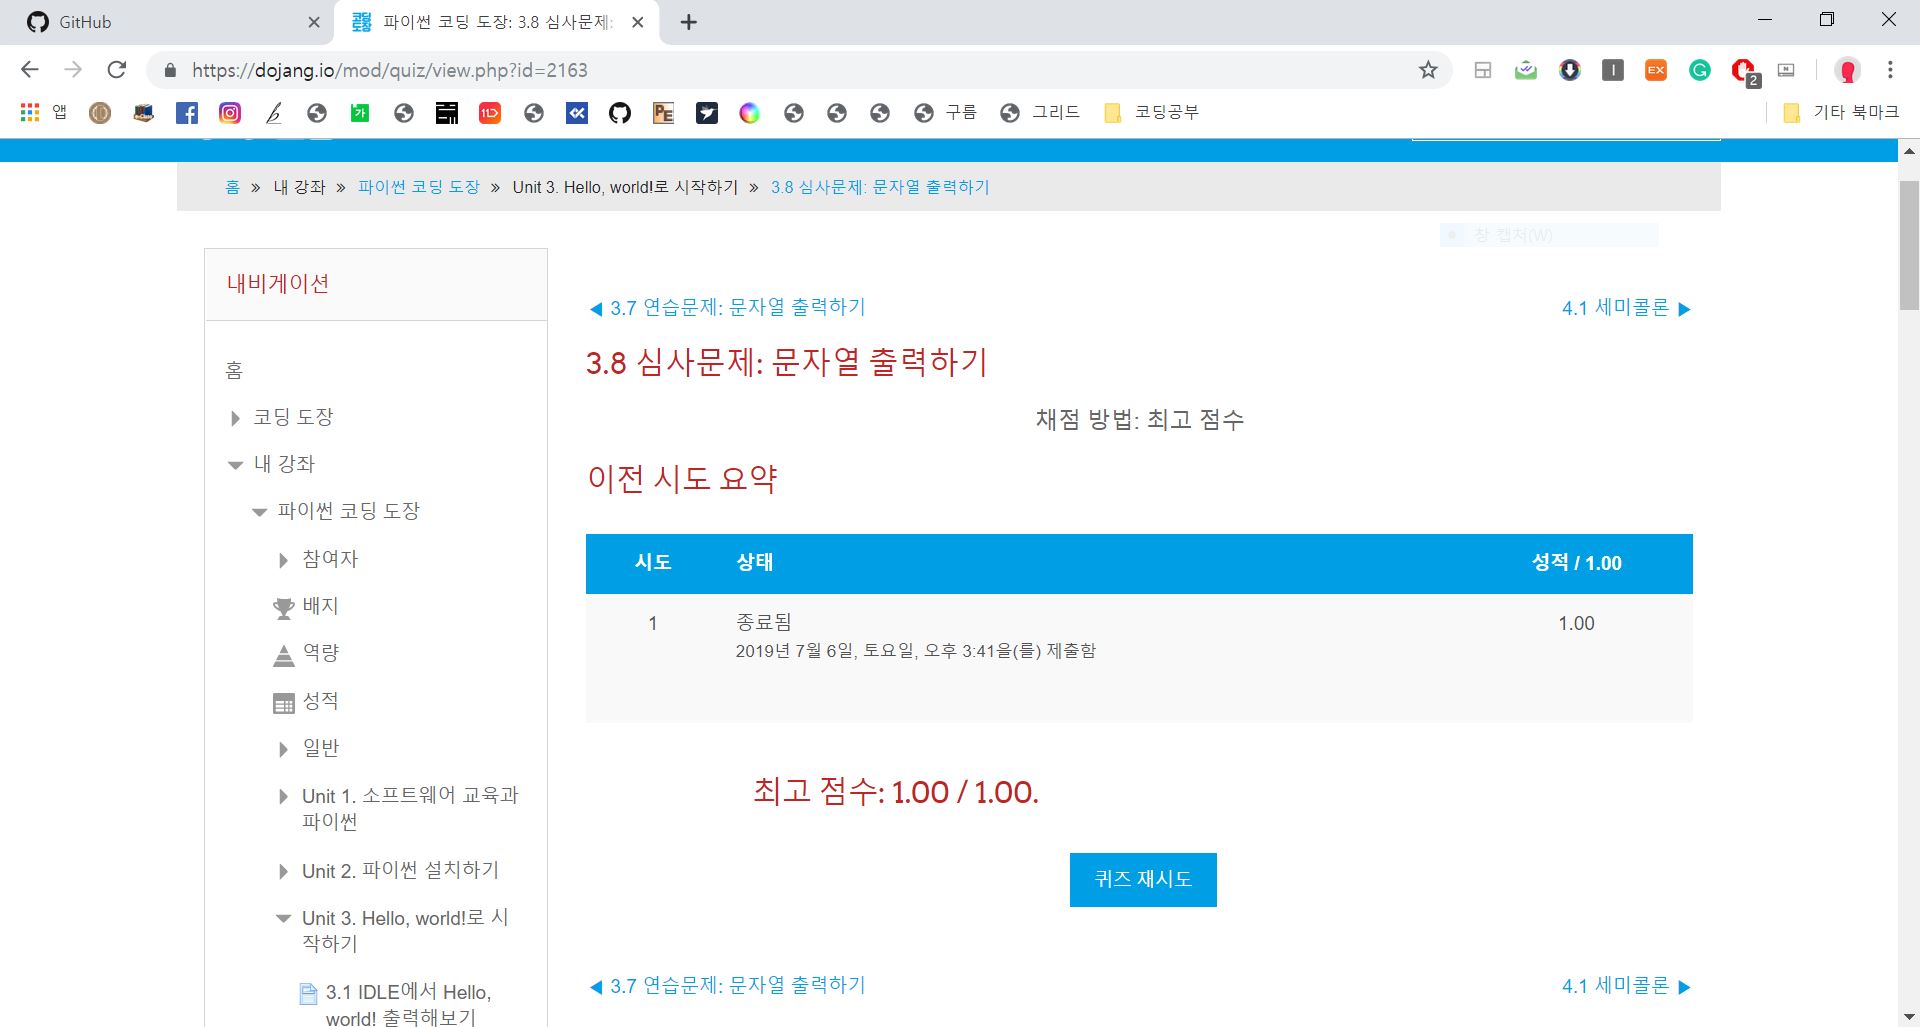 GitHub
파이썬 코딩 도장: 3.8 심사문제:
https://dojang.io/mod/quiz/view.php?id=2163
EX
2
앱
가
11D
PE
구름
그리드
코딩공부
기타 북마크
홈 » 내 강좌 » 파이썬 코딩 도장 » Unit 3. Hello, world!로 시작하기 » 3.8 심사문제: 문자열 출력하기
창 캡처(W)
내비게이션
홈
코딩 도장
내 강좌
파이썬 코딩 도장
참여자
배지
역량
성적
일반
Unit 1. 소프트웨어 교육과
파이썬
Unit 2. 파이썬 설치하기
Unit 3. Hello, world!로 시
작하기
3.1 IDLE에서 Hello,
world! 출력해보기
◀ 3.7 연습문제: 문자열 출력하기
4.1 세미콜론 ▶
3.8 심사문제: 문자열 출력하기
채점 방법: 최고 점수
이전 시도 요약
시도 상태 성적 / 1.00
1 종료됨 1.00
2019년 7월 6일, 토요일, 오후 3:41을(를) 제출함
최고 점수: 1.00 / 1.00.
퀴즈 재시도
◀ 3.7 연습문제: 문자열 출력하기
4.1 세미콜론 ▶